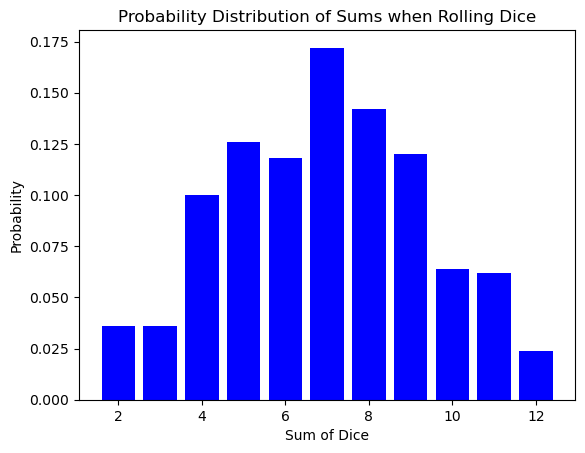 Probability Distribution of Sums when Rolling Dice
0.175
0.150
0.125
0.100
0.075
0.050
0.025
0.000
Probability
2 4 6 8 10 12
Sum of Dice